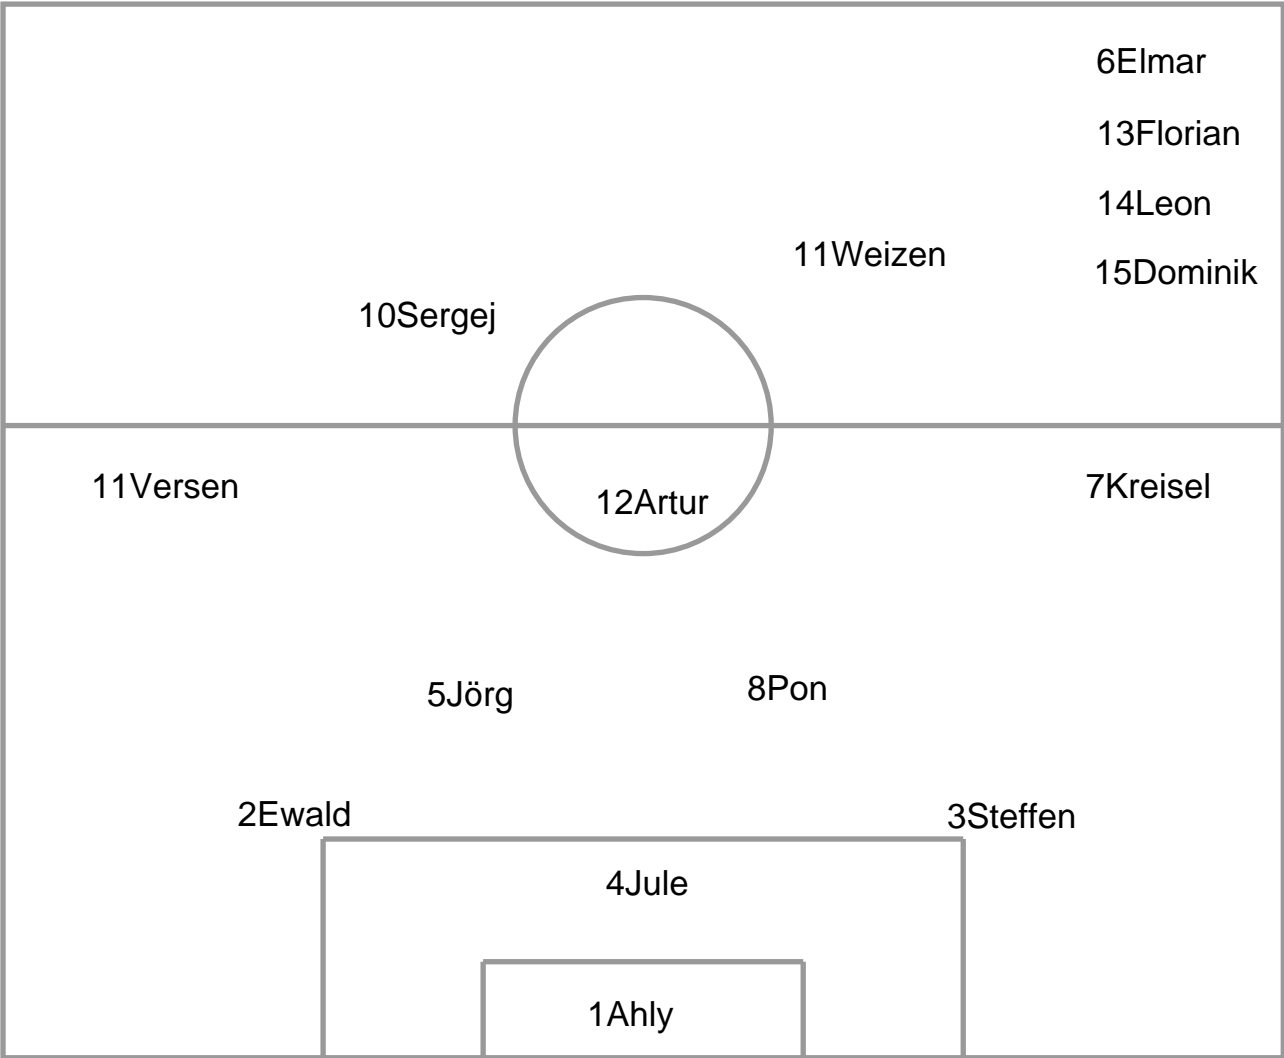 6Elmar
13Florian
14Leon
11Weizen
15Dominik
10Sergej
11Versen
12Artur
7Kreisel
5Jörg
8Pon
2Ewald
3Steffen
4Jule
1Ahly